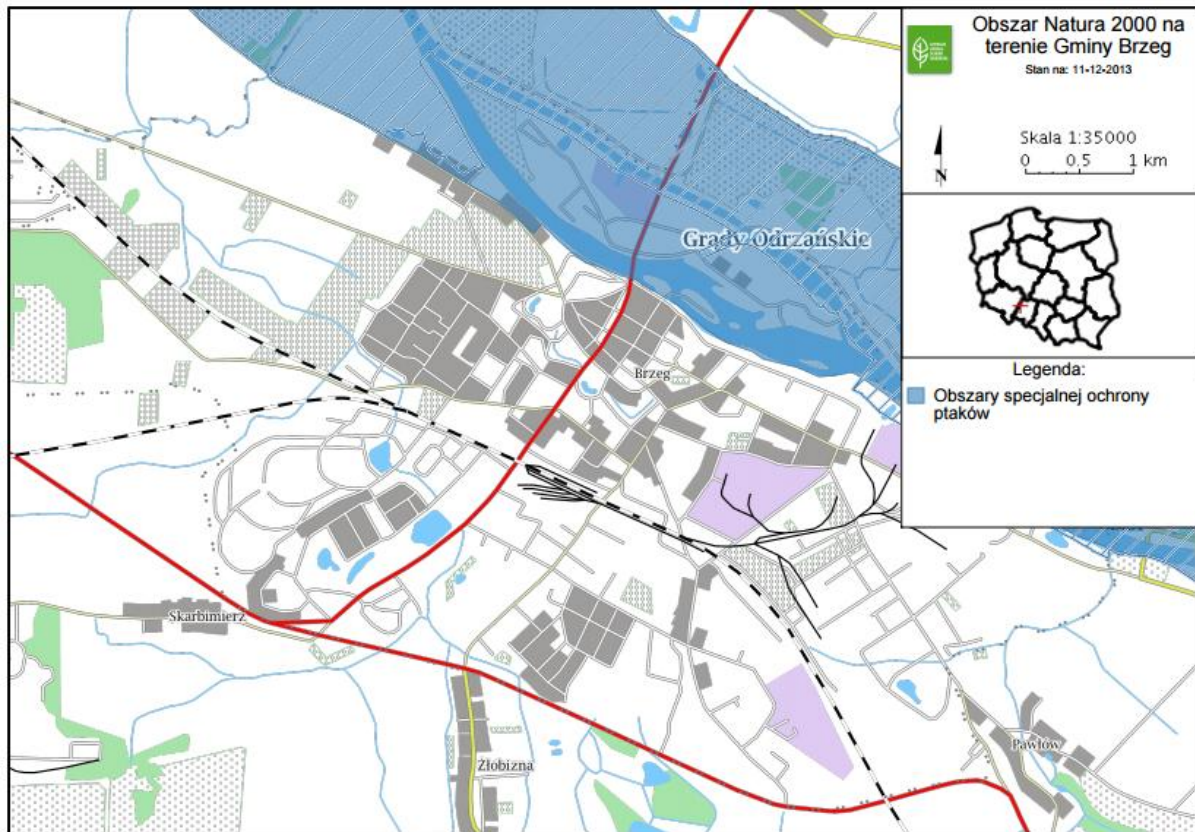 Obszar Natura 2000 na
terenie Gminy Brzeg
Stan na: 11-12-2013
Skala 1:35000
0 0,5 1 km
N
Legenda:
Obszary specjalnej ochrony
ptaków
Grądy Odrzańskie
Brzeg
Skarbimierz
Złobizna
Pawłów